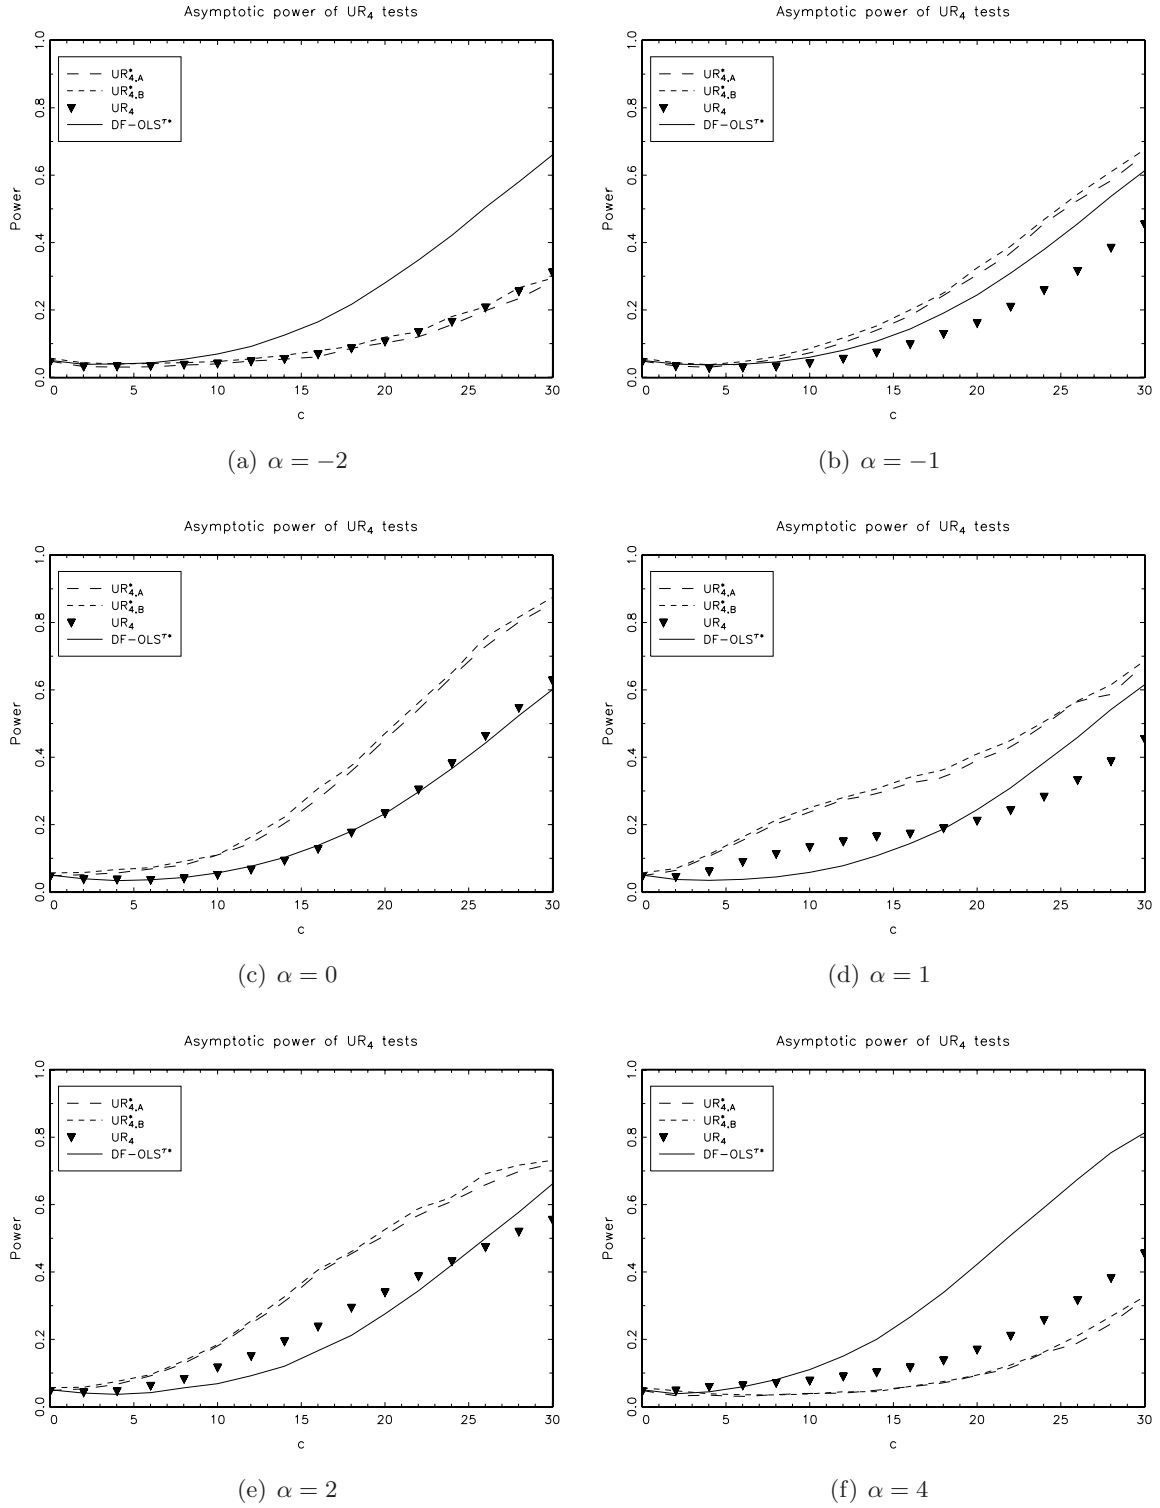 Asymptotic power of UR₄ tests
UR*₄,A
UR*₄,B
UR₄
DF-OLSᵀ*
Power
0.0 0.2 0.4 0.6 0.8 1.0
0 5 10 15 20 25 30
c
(a) α = −2
Asymptotic power of UR₄ tests
UR*₄,A
UR*₄,B
UR₄
DF-OLSᵀ*
Power
0.0 0.2 0.4 0.6 0.8 1.0
0 5 10 15 20 25 30
c
(b) α = −1
Asymptotic power of UR₄ tests
UR*₄,A
UR*₄,B
UR₄
DF-OLSᵀ*
Power
0.0 0.2 0.4 0.6 0.8 1.0
0 5 10 15 20 25 30
c
(c) α = 0
Asymptotic power of UR₄ tests
UR*₄,A
UR*₄,B
UR₄
DF-OLSᵀ*
Power
0.0 0.2 0.4 0.6 0.8 1.0
0 5 10 15 20 25 30
c
(d) α = 1
Asymptotic power of UR₄ tests
UR*₄,A
UR*₄,B
UR₄
DF-OLSᵀ*
Power
0.0 0.2 0.4 0.6 0.8 1.0
0 5 10 15 20 25 30
c
(e) α = 2
Asymptotic power of UR₄ tests
UR*₄,A
UR*₄,B
UR₄
DF-OLSᵀ*
Power
0.0 0.2 0.4 0.6 0.8 1.0
0 5 10 15 20 25 30
c
(f) α = 4